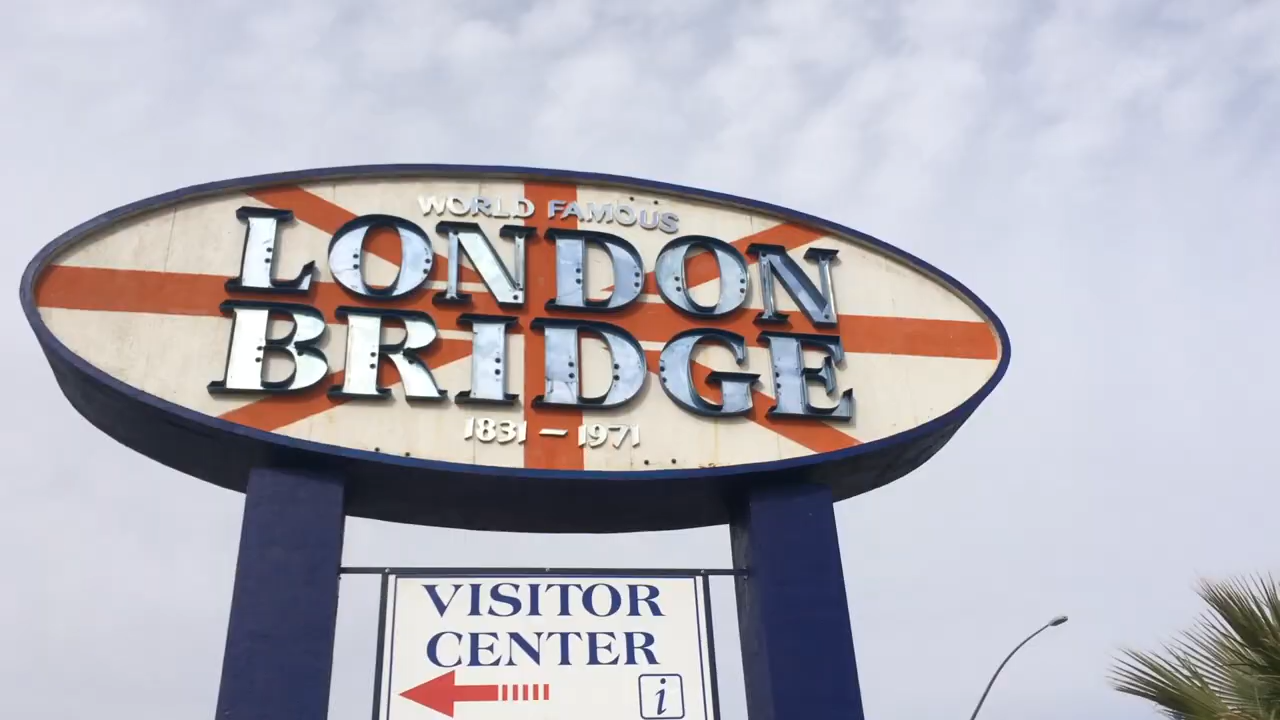 WORLD FAMOUS
LONDON
BRIDGE
1831 – 1971
VISITOR
CENTER
i